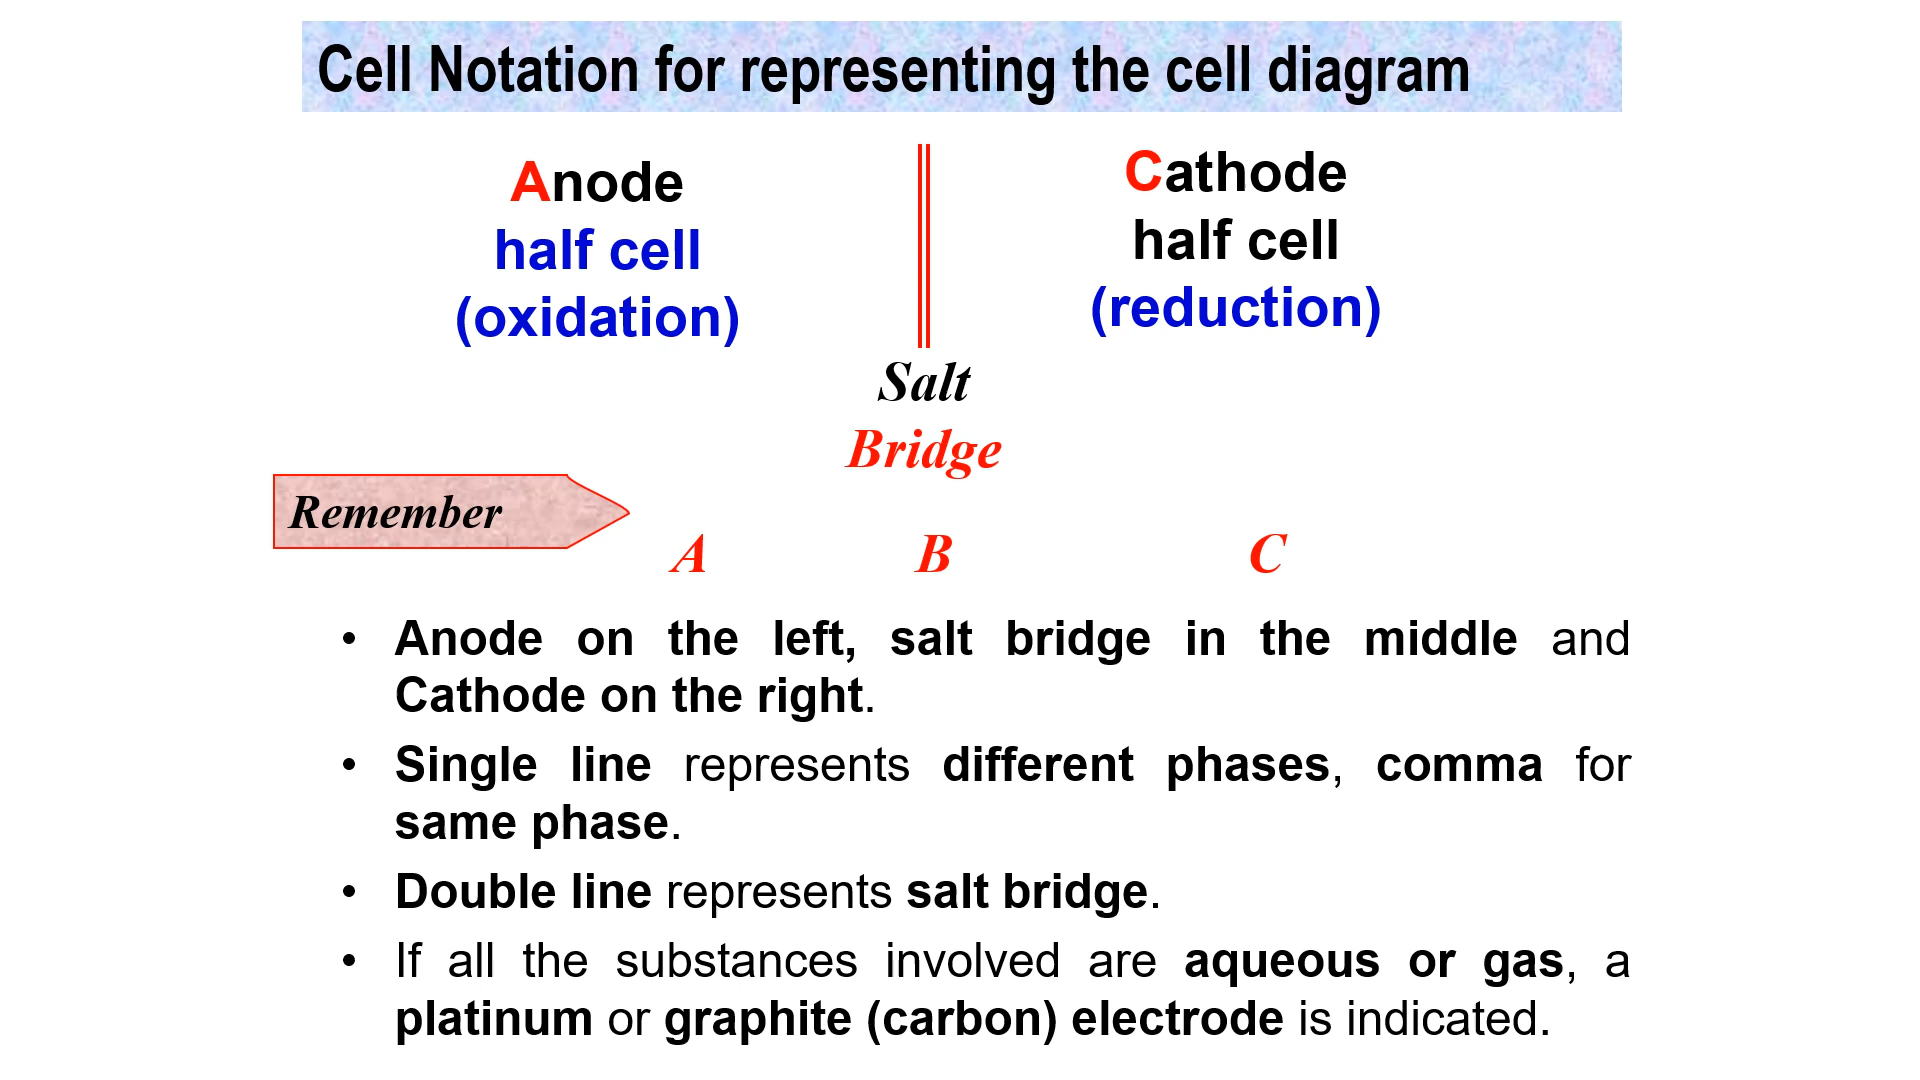 Cell Notation for representing the cell diagram
Anode
half cell
(oxidation)
Cathode
half cell
(reduction)
Salt
Bridge
Remember
A B C
• Anode on the left, salt bridge in the middle and
Cathode on the right.
• Single line represents different phases, comma for
same phase.
• Double line represents salt bridge.
• If all the substances involved are aqueous or gas, a
platinum or graphite (carbon) electrode is indicated.